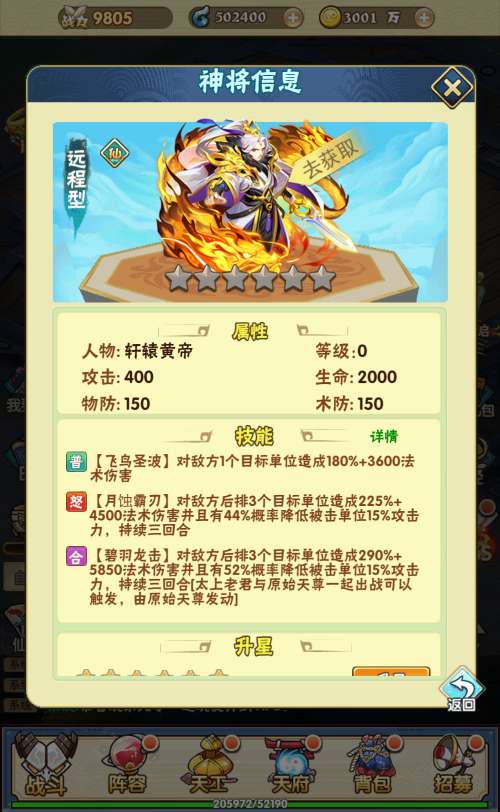 战力 9805
502400
3001 万
神将信息
远程型
仙
去获取
属性
人物: 轩辕黄帝
等级: 0
攻击: 400
生命: 2000
物防: 150
术防: 150
技能
详情
普 【飞鸟圣波】对敌方1个目标单位造成180%+3600法
术伤害
怒 【月蚀霸刃】对敌方后排3个目标单位造成225%+
4500法术伤害并且有44%概率降低被击单位15%攻击
力，持续三回合
合 【碧羽龙击】对敌方后排3个目标单位造成290%+
5850法术伤害并且有52%概率降低被击单位15%攻击
力，持续三回合[太上老君与原始天尊一起出战可以
触发，由原始天尊发动]
升星
返回
阵容
天工
天府
背包
招募
205972/52190